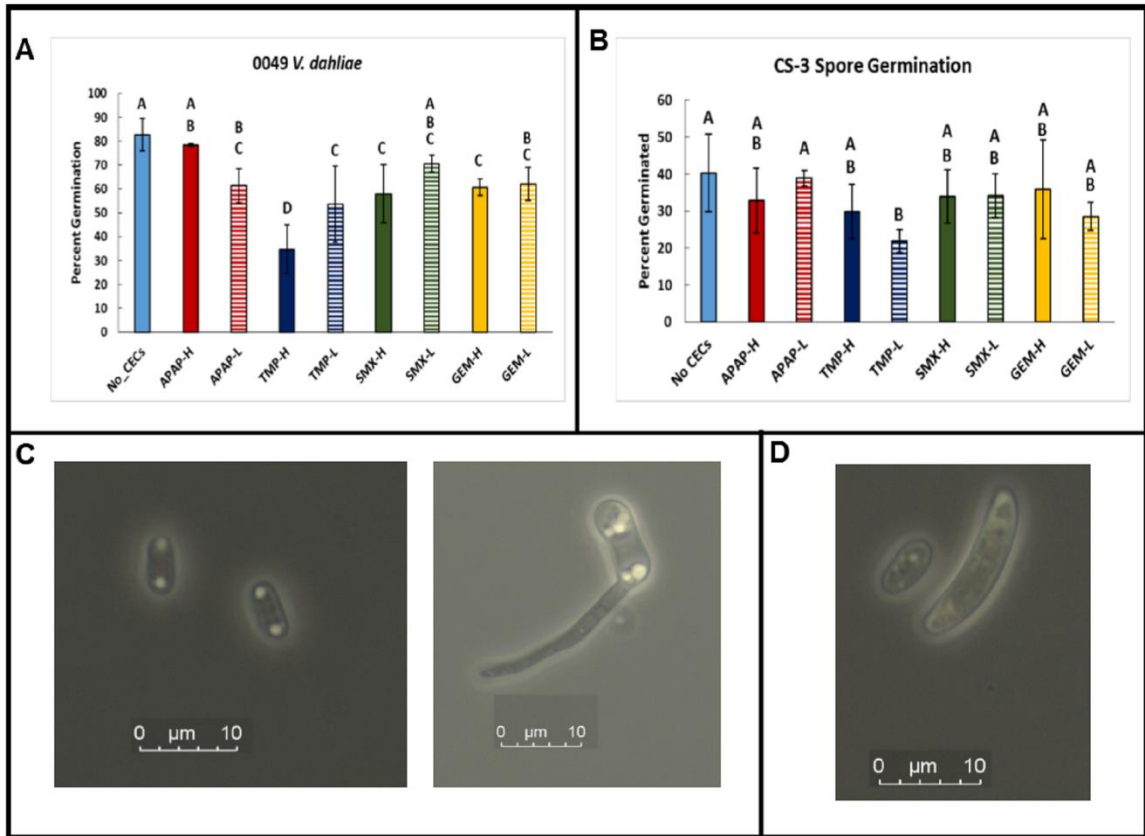 A
0049 V. dahliae
Percent Germination
100
90
80
70
60
50
40
30
20
10
0
A
A
B
B
C
D
C
C
A
B
C
C
B
C
No_CECs
APAP-H
APAP-L
TMP-H
TMP-L
SMX-H
SMX-L
GEM-H
GEM-L
B
CS-3 Spore Germination
Percent Germinated
60
50
40
30
20
10
0
A
A
B
A
A
B
B
A
B
A
B
A
B
A
B
No CECs
APAP-H
APAP-L
TMP-H
TMP-L
SMX-H
SMX-L
GEM-H
GEM-L
C
0 μm 10
0 μm 10
D
0 μm 10